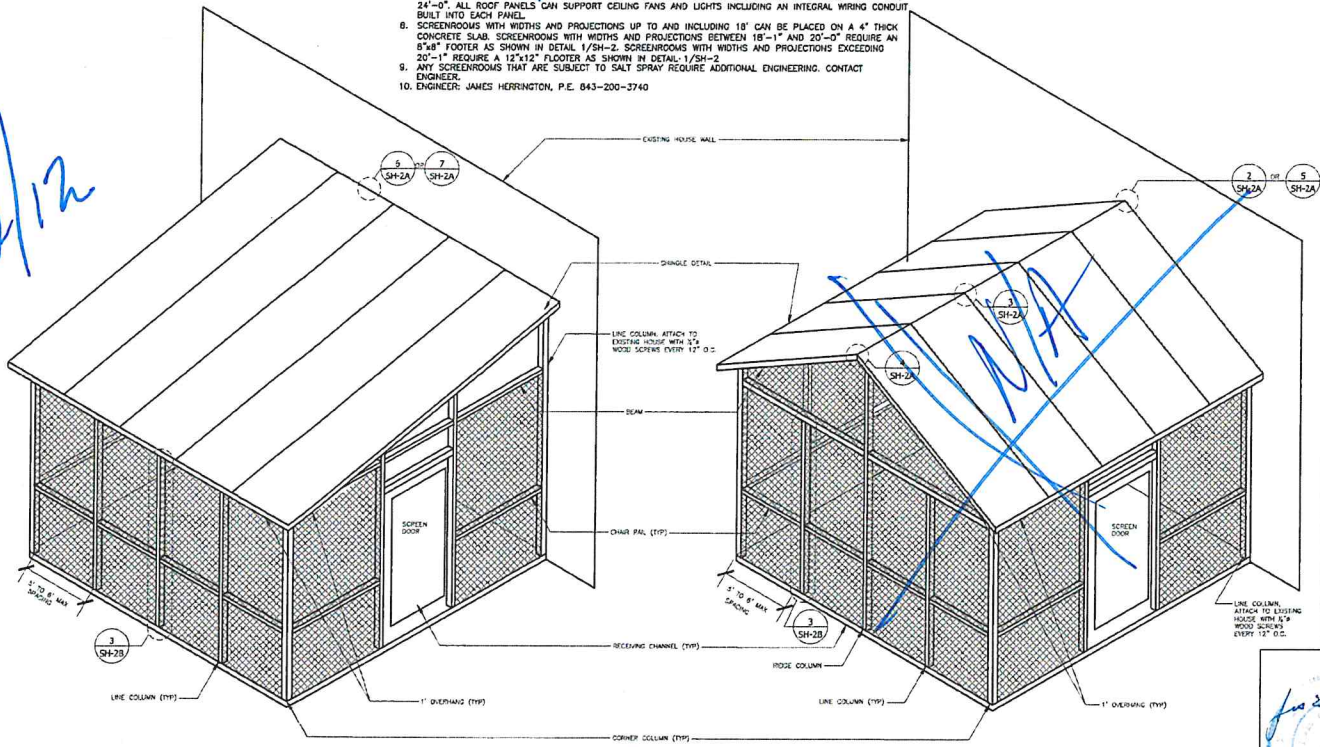 24'-0". ALL ROOF PANELS CAN SUPPORT CEILING FANS AND LIGHTS INCLUDING AN INTEGRAL WIRING CONDUIT
BUILT INTO EACH PANEL
8. SCREENROOMS WITH WIDTHS AND PROJECTIONS UP TO AND INCLUDING 18' CAN BE PLACED ON A 4" THICK
CONCRETE SLAB. SCREENROOMS WITH WIDTHS AND PROJECTIONS BETWEEN 18'-1" AND 20'-0" REQUIRE AN
8"x8" FOOTER AS SHOWN IN DETAIL 1/SH-2. SCREENROOMS WITH WIDTHS AND PROJECTIONS EXCEEDING
20'-1" REQUIRE A 12"x12" FLOOTER AS SHOWN IN DETAIL 1/SH-2
9. ANY SCREENROOMS THAT ARE SUBJECT TO SALT SPRAY REQUIRE ADDITIONAL ENGINEERING. CONTACT
ENGINEER.
10. ENGINEER: JAMES HERRINGTON, P.E. 843-200-3740
/12
EXISTING HOUSE WALL
5
SH-2A
OR
7
SH-2A
2
SH-2A
OR
5
SH-2A
SHINGLE DETAIL
3
SH-2A
N/A
LINE COLUMN, ATTACH TO
EXISTING HOUSE WITH
WOOD SCREWS EVERY 12" O.C.
4
SH-2A
BEAM
SCREEN
DOOR
CHAIR RAIL (TYP)
SCREEN
DOOR
5' TO 6' MAX
SPACING
5' TO 6' MAX
SPACING
3
SH-2B
3
SH-2B
LINE COLUMN,
ATTACH TO EXISTING
HOUSE WITH
WOOD SCREWS
EVERY 12" O.C.
RECEIVING CHANNEL (TYP)
RIDGE COLUMN
LINE COLUMN (TYP)
1' OVERHANG (TYP)
LINE COLUMN (TYP)
1' OVERHANG (TYP)
CORNER COLUMN (TYP)